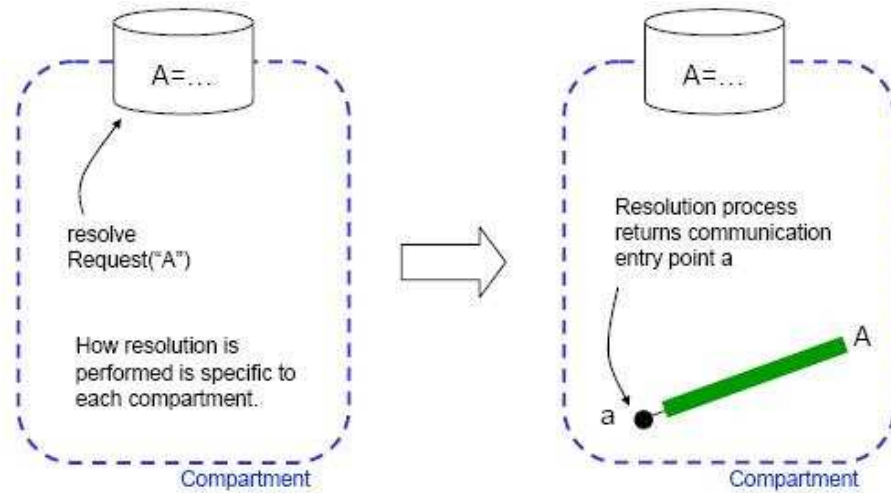 A=...
resolve
Request("A")
How resolution is
performed is specific to
each compartment.
Compartment
A=...
Resolution process
returns communication
entry point a
A
a
Compartment